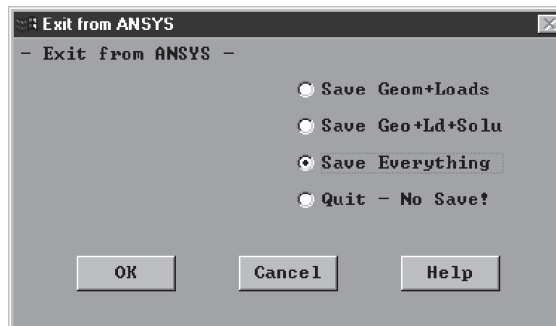 Exit from ANSYS
- Exit from ANSYS -
Save Geom+Loads
Save Geo+Ld+Solu
Save Everything
Quit - No Save!
OK Cancel Help